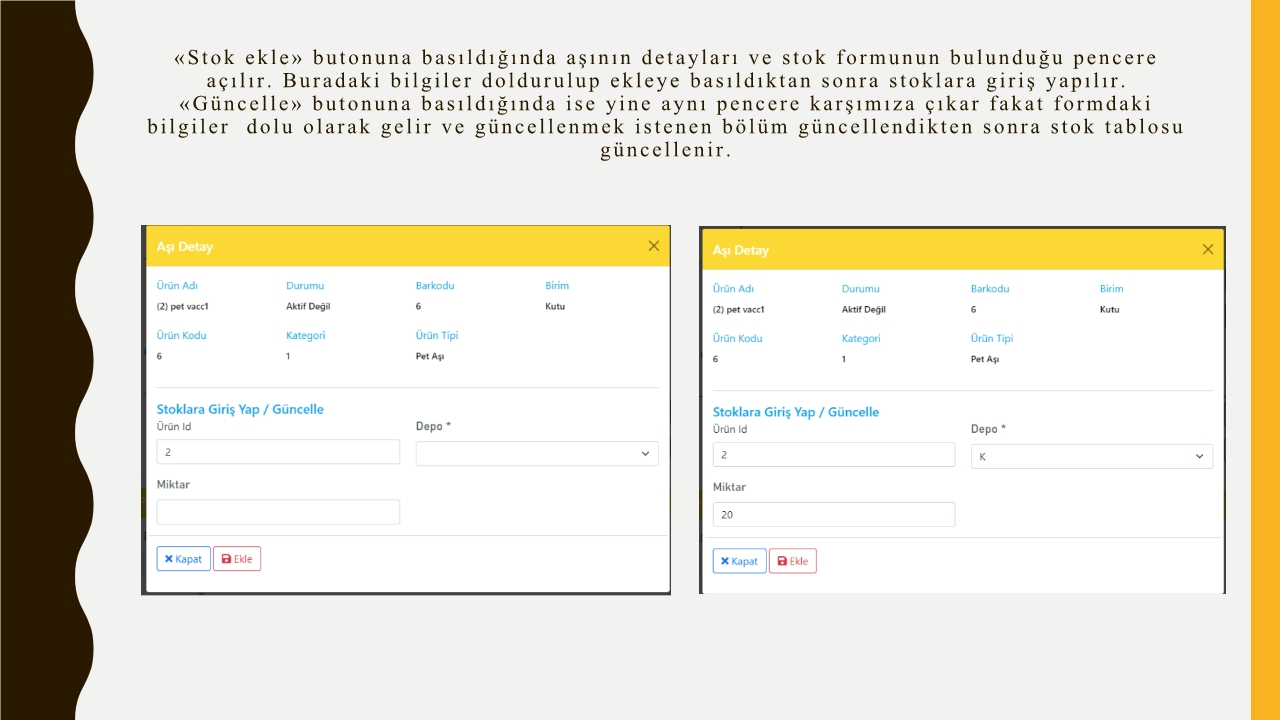 «Stok ekle» butonuna basıldığında aşının detayları ve stok formunun bulunduğu pencere
açılır. Buradaki bilgiler doldurulup ekleye basıldıktan sonra stoklara giriş yapılır.
«Güncelle» butonuna basıldığında ise yine aynı pencere karşımıza çıkar fakat formdaki
bilgiler  dolu olarak gelir ve güncellenmek istenen bölüm güncellendikten sonra stok tablosu
güncellenir.
Aşı Detay
Ürün Adı Durumu Barkodu Birim
(2) pet vacc1 Aktif Değil 6 Kutu
Ürün Kodu Kategori Ürün Tipi
6 1 Pet Aşı
Stoklara Giriş Yap / Güncelle
Ürün Id Depo *
2
Miktar
Kapat Ekle
Aşı Detay
Ürün Adı Durumu Barkodu Birim
(2) pet vacc1 Aktif Değil 6 Kutu
Ürün Kodu Kategori Ürün Tipi
6 1 Pet Aşı
Stoklara Giriş Yap / Güncelle
Ürün Id Depo *
2 K
Miktar
20
Kapat Ekle